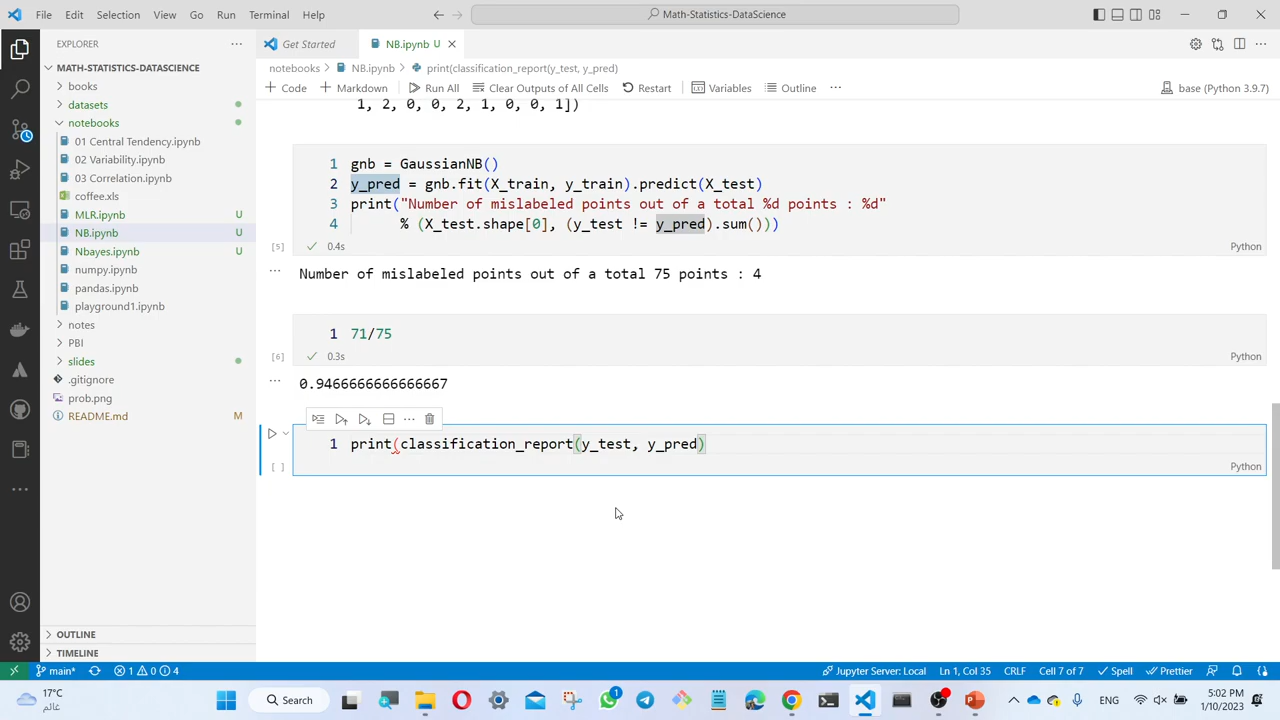 File Edit Selection View Go Run Terminal Help
Math-Statistics-DataScience
EXPLORER
MATH-STATISTICS-DATASCIENCE
books
datasets
notebooks
01 Central Tendency.ipynb
02 Variability.ipynb
03 Correlation.ipynb
coffee.xls
MLR.ipynb U
NB.ipynb U
Nbayes.ipynb U
numpy.ipynb
pandas.ipynb
playground1.ipynb
notes
PBI
slides
.gitignore
prob.png
README.md M
OUTLINE
TIMELINE
Get Started NB.ipynb U
notebooks > NB.ipynb > print(classification_report(y_test, y_pred)
+ Code + Markdown Run All Clear Outputs of All Cells Restart Variables Outline ...
base (Python 3.9.7)
1, 2, 0, 0, 2, 1, 0, 0, 1])
1 gnb = GaussianNB()
2 y_pred = gnb.fit(X_train, y_train).predict(X_test)
3 print("Number of mislabeled points out of a total %d points : %d"
4 % (X_test.shape[0], (y_test != y_pred).sum()))
[5] 0.4s Python
Number of mislabeled points out of a total 75 points : 4
1 71/75
[6] 0.3s Python
0.9466666666666667
1 print(classification_report(y_test, y_pred)
[ ] Python
main* 1 0 4 Jupyter Server: Local Ln 1, Col 35 CRLF Cell 7 of 7 Spell Prettier
17°C
غائم
Search
1
ENG
5:02 PM
1/10/2023